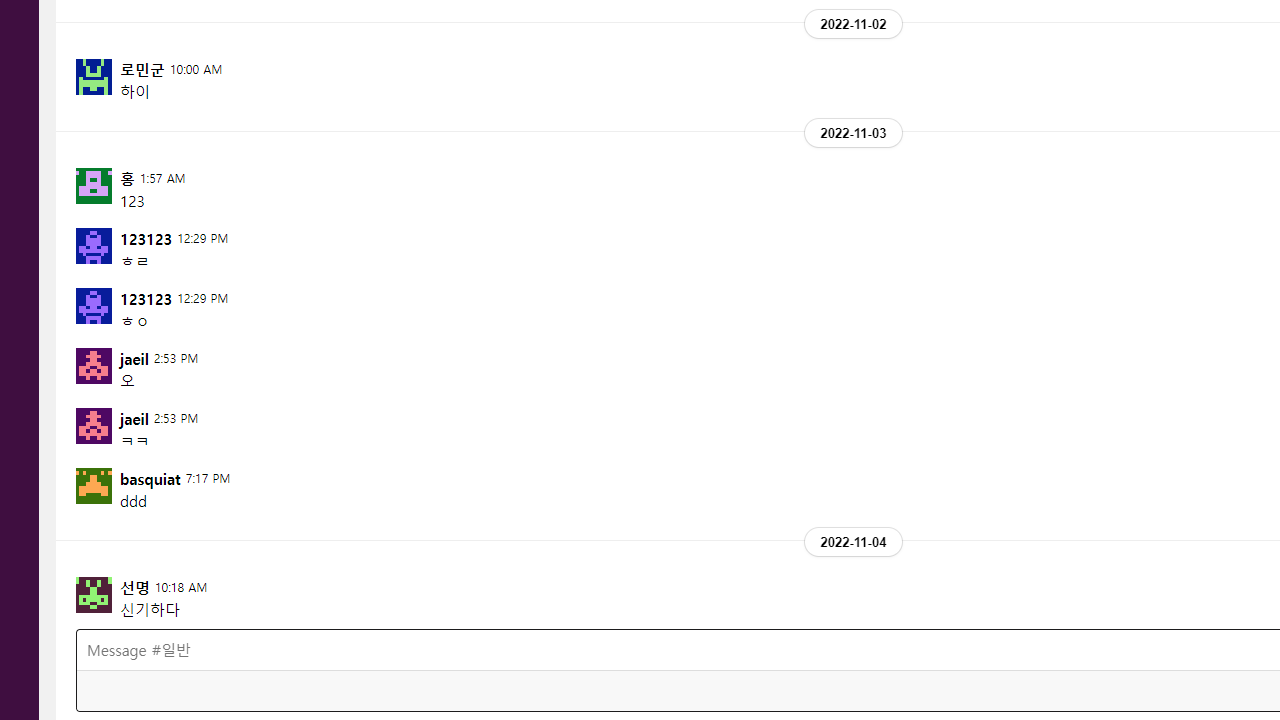 2022-11-02
로민군 10:00 AM
하이
2022-11-03
홍 1:57 AM
123
123123 12:29 PM
ㅎㄹ
123123 12:29 PM
ㅎㅇ
jaeil 2:53 PM
오
jaeil 2:53 PM
ㅋㅋ
basquiat 7:17 PM
ddd
2022-11-04
선명 10:18 AM
신기하다
Message #일반